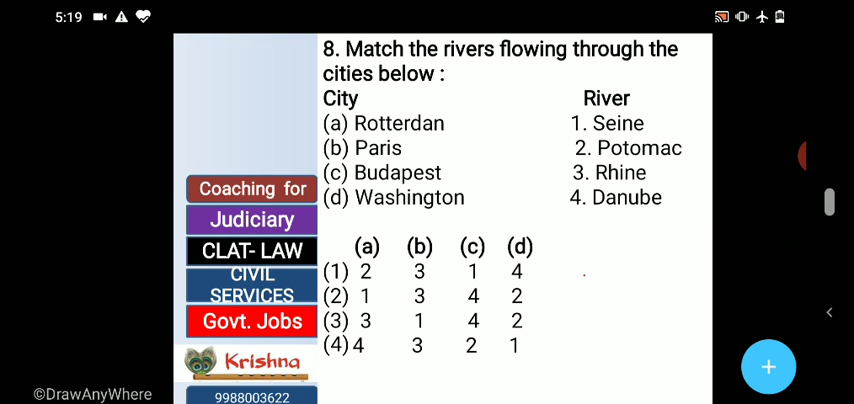 5:19
8. Match the rivers flowing through the
cities below :
City River
(a) Rotterdan 1. Seine
(b) Paris 2. Potomac
(c) Budapest 3. Rhine
(d) Washington 4. Danube
(a) (b) (c) (d)
(1) 2 3 1 4
(2) 1 3 4 2
(3) 3 1 4 2
(4) 4 3 2 1
Coaching for
Judiciary
CLAT- LAW
CIVIL
SERVICES
Govt. Jobs
Krishna
9988003622
©DrawAnyWhere